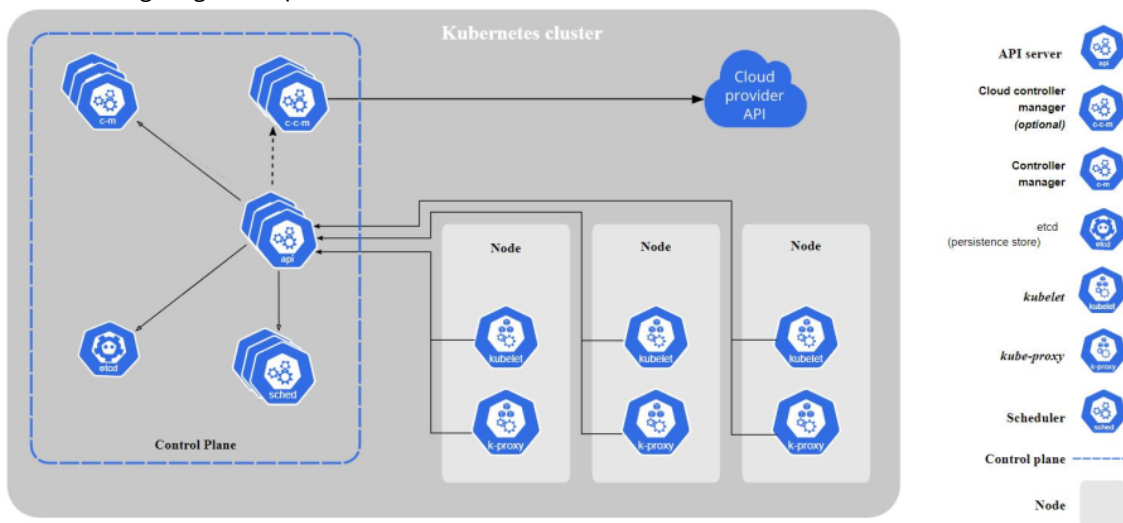 Kubernetes cluster
c-m
c-c-m
Cloud
provider
API
api
etcd
sched
Control Plane
Node
Node
Node
kubelet
kubelet
kubelet
k-proxy
k-proxy
k-proxy
API server
api
Cloud controller
manager
(optional)
c-c-m
Controller
manager
c-m
etcd
(persistence store)
etcd
kubelet
kubelet
kube-proxy
k-proxy
Scheduler
sched
Control plane
Node